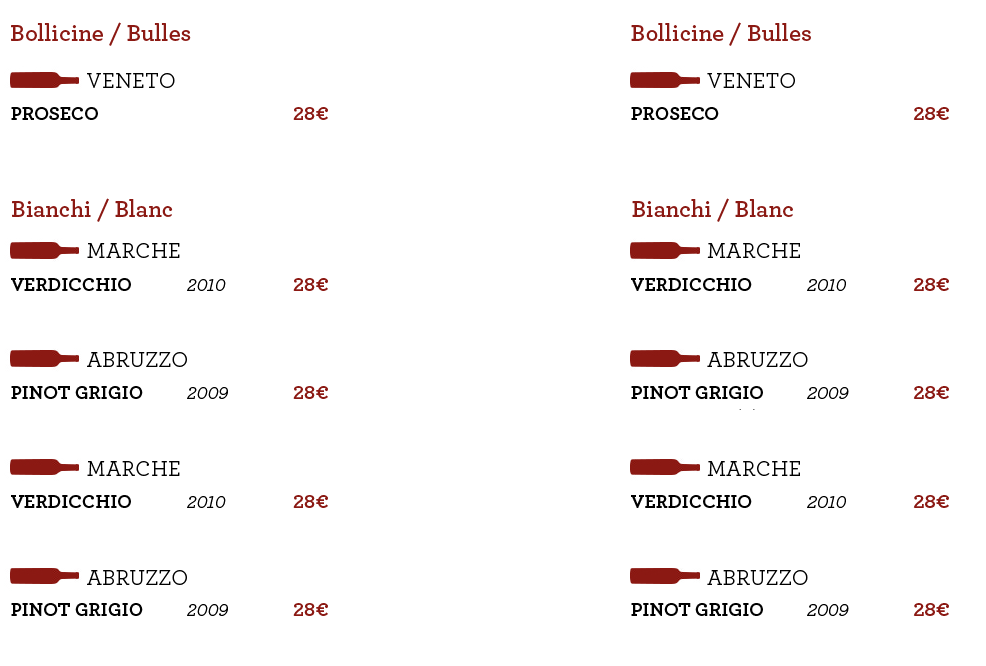 Bollicine / Bulles
VENETO
PROSECO 28€
Bianchi / Blanc
MARCHE
VERDICCHIO 2010 28€
ABRUZZO
PINOT GRIGIO 2009 28€
MARCHE
VERDICCHIO 2010 28€
ABRUZZO
PINOT GRIGIO 2009 28€
Bollicine / Bulles
VENETO
PROSECO 28€
Bianchi / Blanc
MARCHE
VERDICCHIO 2010 28€
ABRUZZO
PINOT GRIGIO 2009 28€
MARCHE
VERDICCHIO 2010 28€
ABRUZZO
PINOT GRIGIO 2009 28€